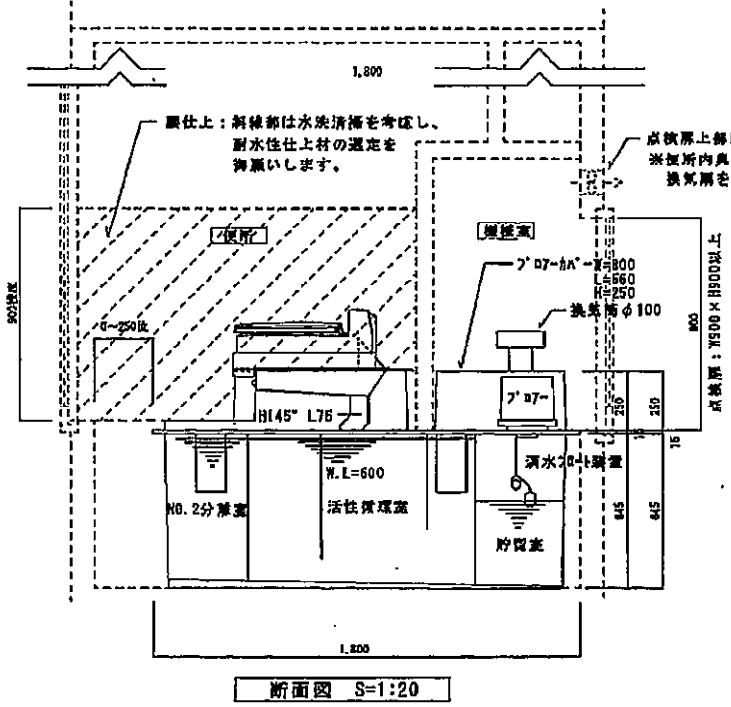 1,800
腰仕上：斜線部は水洗清掃を考慮し、
耐水性仕上材の選定を
御願いします。
点検扉上部
※便所内臭
換気扇を
便所
機械室
ブロアーカバーW=800
L=560
H=250
換気筒φ100
900程度
α〜250位
ブロアー
HI45° L75
800
点検扉：W500×H900以上
250
250
15
15
満水フロート装置
W.L=600
NO.2分離室
活性循環室
貯留室
645
645
1,800
断面図 S=1:20